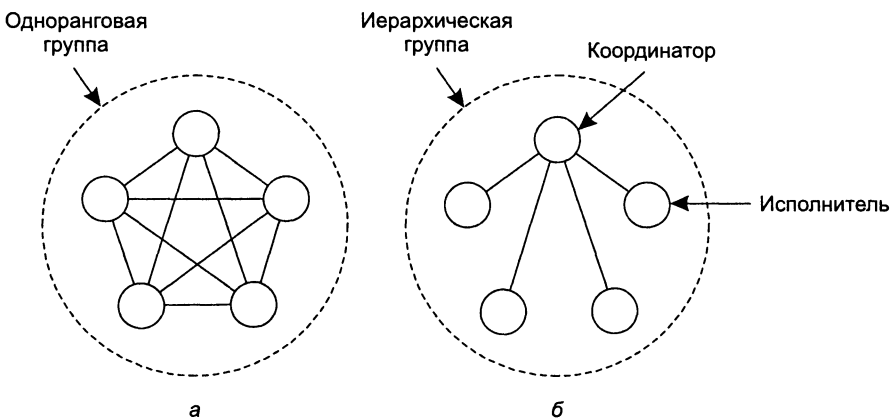 Одноранговая
группа
Иерархическая
группа
Координатор
Исполнитель
а
б